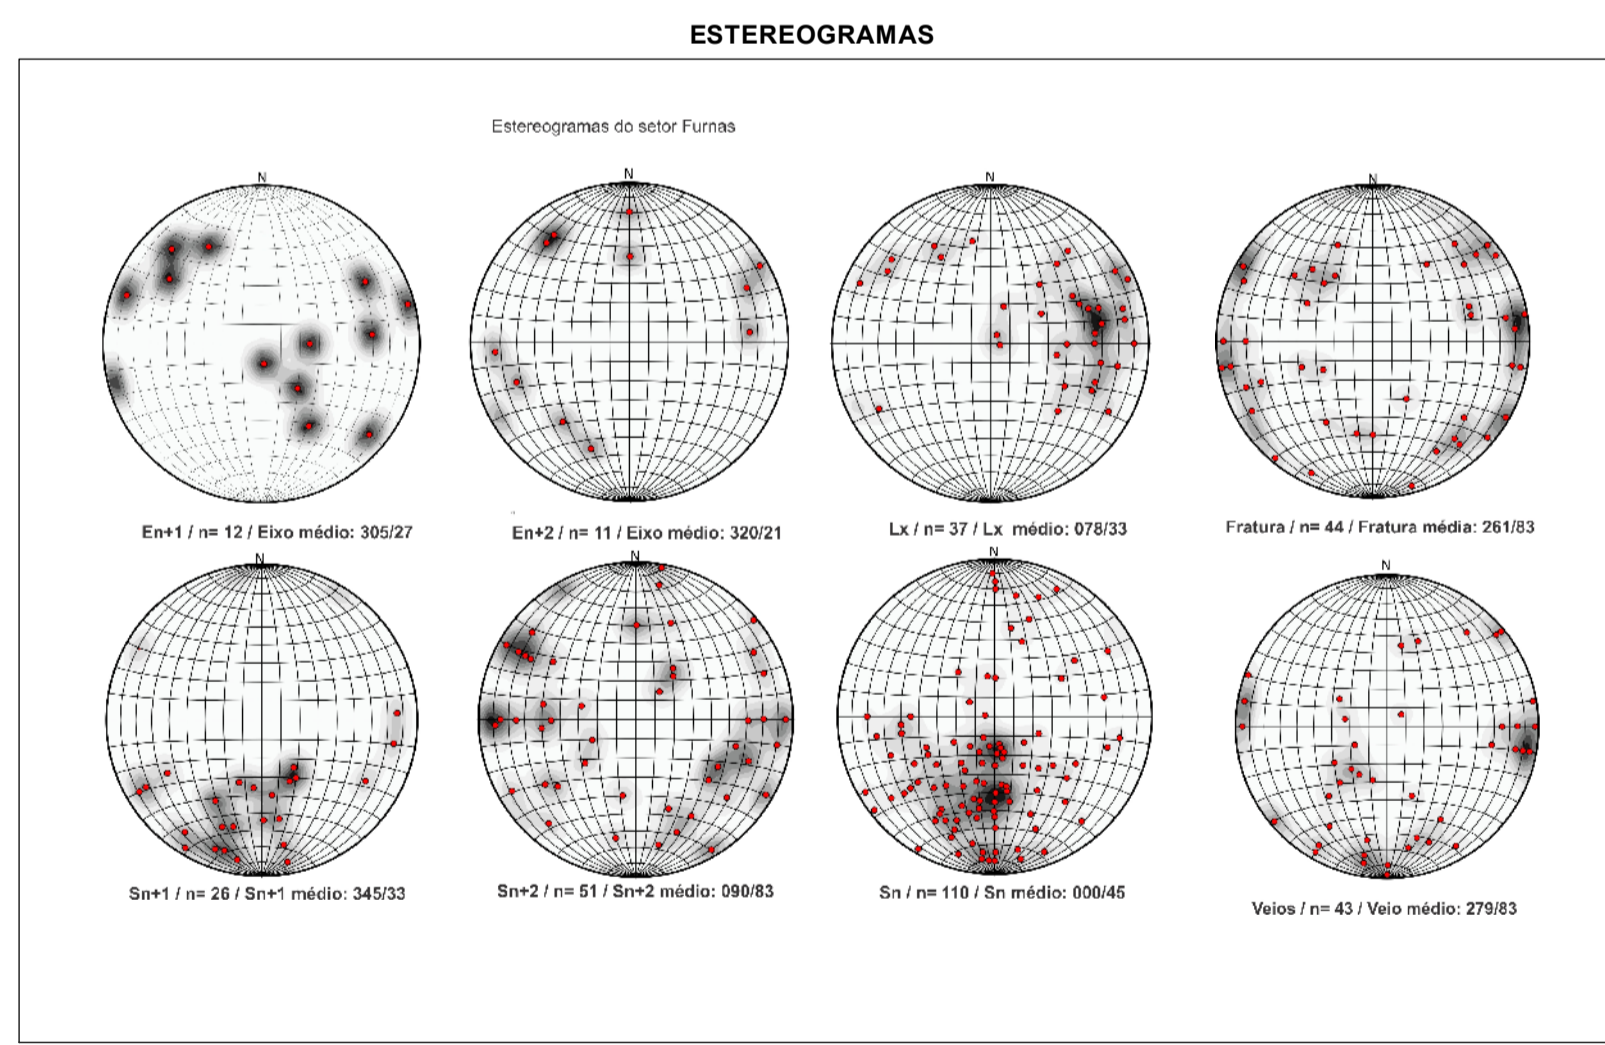 ESTEREOGRAMAS
Estereogramas do setor Furnas
N
N
N
N
En+1 / n= 12 / Eixo médio: 305/27
En+2 / n= 11 / Eixo médio: 320/21
Lx / n= 37 / Lx médio: 078/33
Fratura / n= 44 / Fratura média: 261/83
N
N
N
N
Sn+1 / n= 26 / Sn+1 médio: 345/33
Sn+2 / n= 51 / Sn+2 médio: 090/83
Sn / n= 110 / Sn médio: 000/45
Veios / n= 43 / Veio médio: 279/83